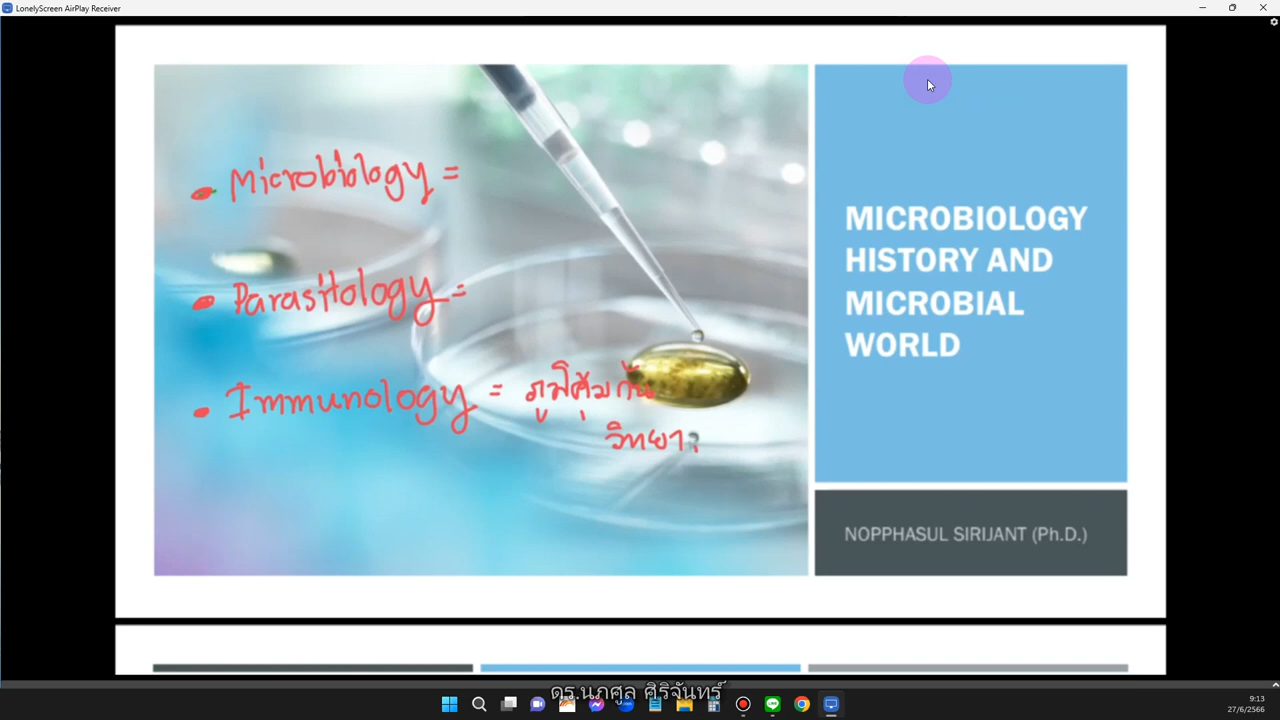 LonelyScreen AirPlay Receiver
• Microbiology =
• Parasitology =
• Immunology = ภูมิคุ้มกัน
วิทยา ?
MICROBIOLOGY
HISTORY AND
MICROBIAL
WORLD
NOPPHASUL SIRIJANT (Ph.D.)
ดร.นภศูล ศิริจันทร์
9:13
27/6/2566